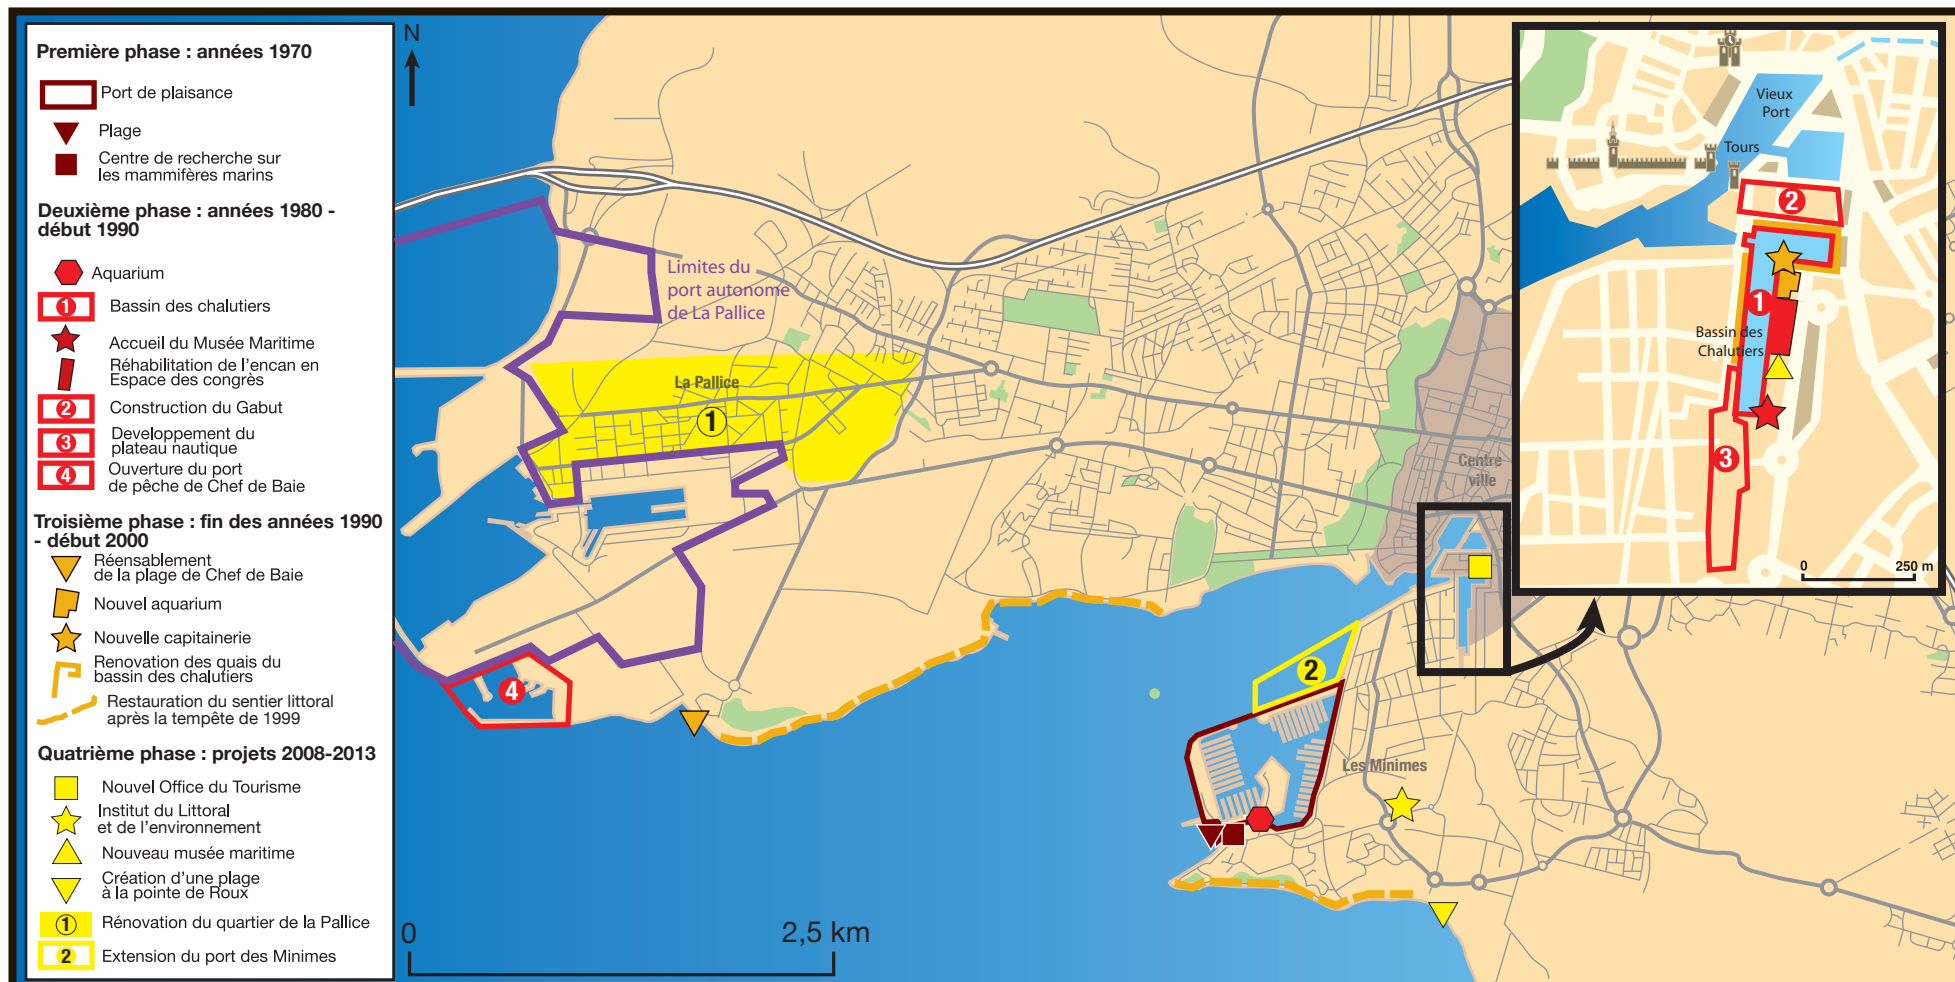 Première phase : années 1970
Port de plaisance
Plage
Centre de recherche sur
les mammifères marins
Deuxième phase : années 1980 -
début 1990
Aquarium
1 Bassin des chalutiers
Accueil du Musée Maritime
Réhabilitation de l'encan en
Espace des congrès
2 Construction du Gabut
3 Developpement du
plateau nautique
4 Ouverture du port
de pêche de Chef de Baie
Troisième phase : fin des années 1990
- début 2000
Réensablement
de la plage de Chef de Baie
Nouvel aquarium
Nouvelle capitainerie
Renovation des quais du
bassin des chalutiers
Restauration du sentier littoral
après la tempête de 1999
Quatrième phase : projets 2008-2013
Nouvel Office du Tourisme
Institut du Littoral
et de l'environnement
Nouveau musée maritime
Création d'une plage
à la pointe de Roux
1 Rénovation du quartier de la Pallice
2 Extension du port des Minimes
N
Limites du
port autonome
de La Pallice
La Pallice
1
4
Centre
ville
2
Les Minimes
0 2,5 km
Vieux
Port
Tours
2
1
Bassin des
Chalutiers
3
0 250 m